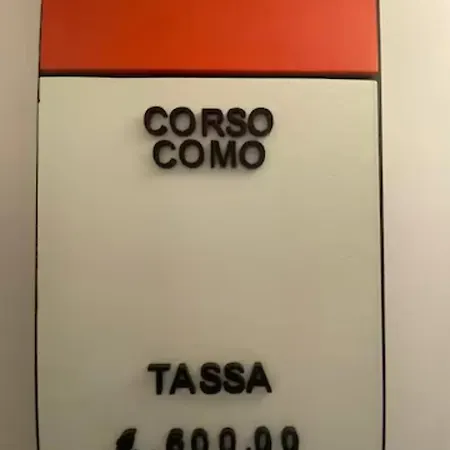 CORSO
COMO
TASSA
€ 600,00